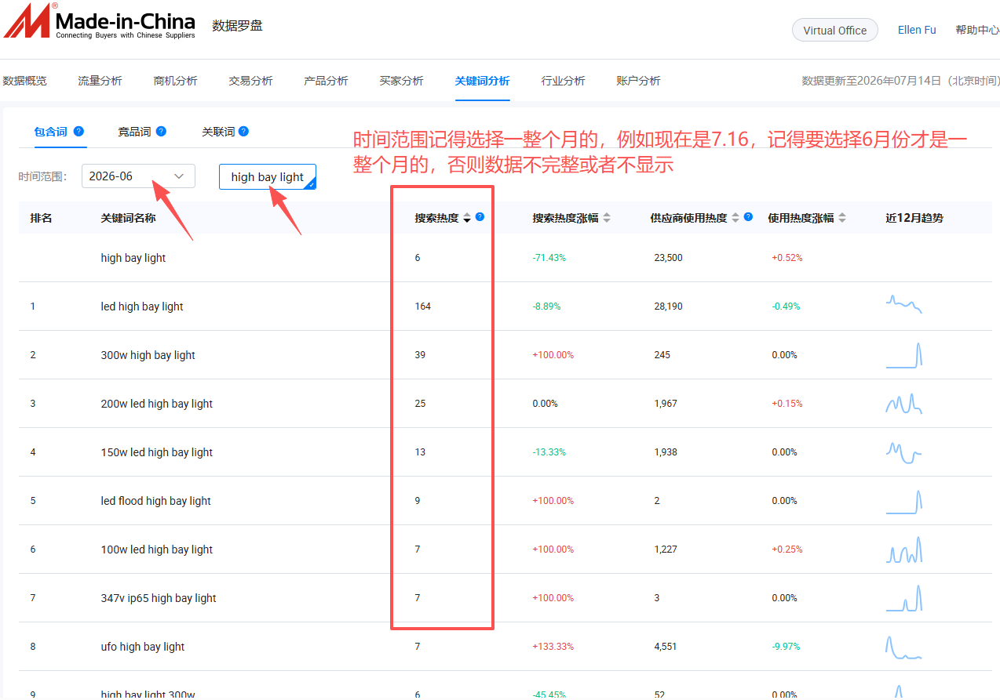 Made-in-China® 数据罗盘
Connecting Buyers with Chinese Suppliers
Virtual Office Ellen Fu 帮助中心
数据概览 流量分析 商机分析 交易分析 产品分析 买家分析 关键词分析 行业分析 账户分析 数据更新至2026年07月14日（北京时间）
包含词 ? 竞品词 ? 关联词 ?
时间范围记得选择一整个月的，例如现在是7.16，记得要选择6月份才是一
整个月的，否则数据不完整或者不显示
时间范围： 2026-06 high bay light
排名 关键词名称 搜索热度 ? 搜索热度涨幅 供应商使用热度 ? 使用热度涨幅 近12月趋势
high bay light 6 -71.43% 23,500 +0.52%
1 led high bay light 164 -8.89% 28,190 -0.49%
2 300w high bay light 39 +100.00% 245 0.00%
3 200w led high bay light 25 0.00% 1,967 +0.15%
4 150w led high bay light 13 -13.33% 1,938 0.00%
5 led flood high bay light 9 +100.00% 2 0.00%
6 100w led high bay light 7 +100.00% 1,227 +0.25%
7 347v ip65 high bay light 7 +100.00% 3 0.00%
8 ufo high bay light 7 +133.33% 4,551 -9.97%
9 high bay light 300w 6 -45.45% 52 0.00%